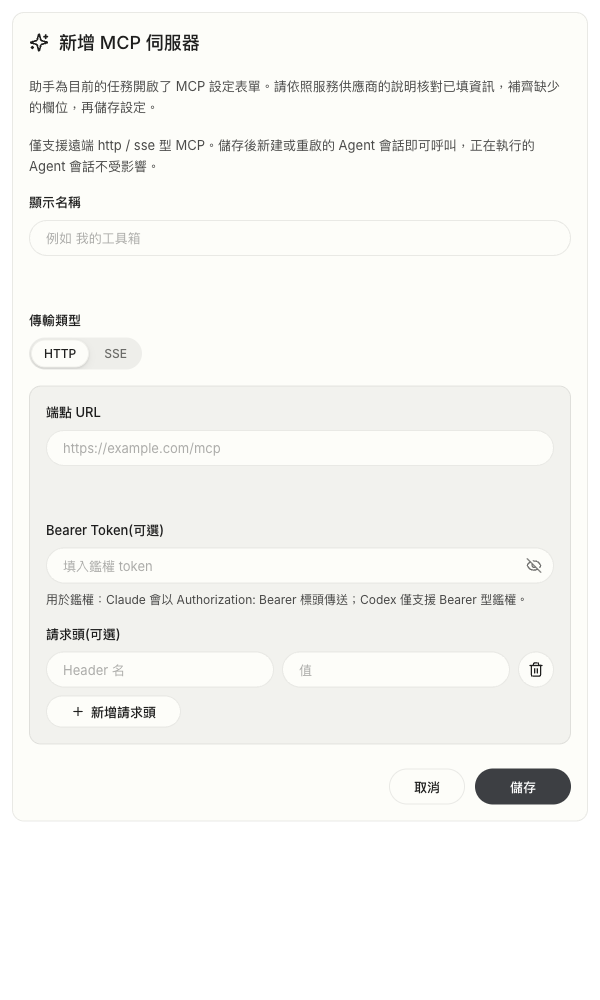 新增 MCP 伺服器
助手為目前的任務開啟了 MCP 設定表單。請依照服務供應商的說明核對已填資訊，補齊缺少
的欄位，再儲存設定。
僅支援遠端 http / sse 型 MCP。儲存後新建或重啟的 Agent 會話即可呼叫，正在執行的
Agent 會話不受影響。
顯示名稱
例如 我的工具箱
傳輸類型
HTTP SSE
端點 URL
https://example.com/mcp
Bearer Token(可選)
填入鑑權 token
用於鑑權：Claude 會以 Authorization: Bearer 標頭傳送；Codex 僅支援 Bearer 型鑑權。
請求頭(可選)
Header 名 值
新增請求頭
取消 儲存